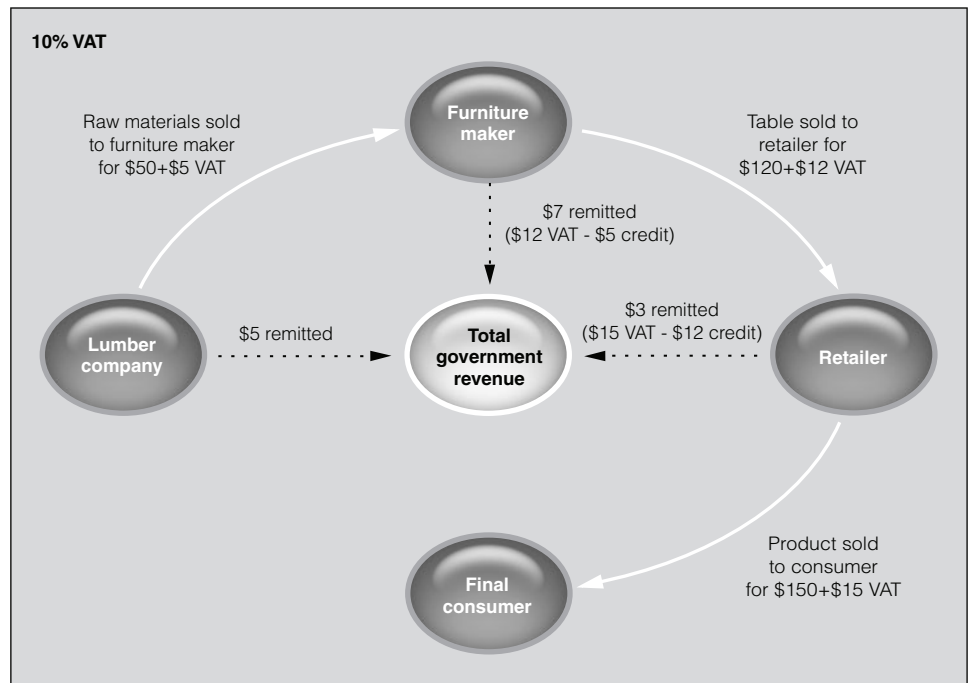 10% VAT
Furniture
maker
Raw materials sold
to furniture maker
for $50+$5 VAT
Table sold to
retailer for
$120+$12 VAT
$7 remitted
($12 VAT - $5 credit)
Lumber
company
$5 remitted
Total
government
revenue
$3 remitted
($15 VAT - $12 credit)
Retailer
Final
consumer
Product sold
to consumer
for $150+$15 VAT